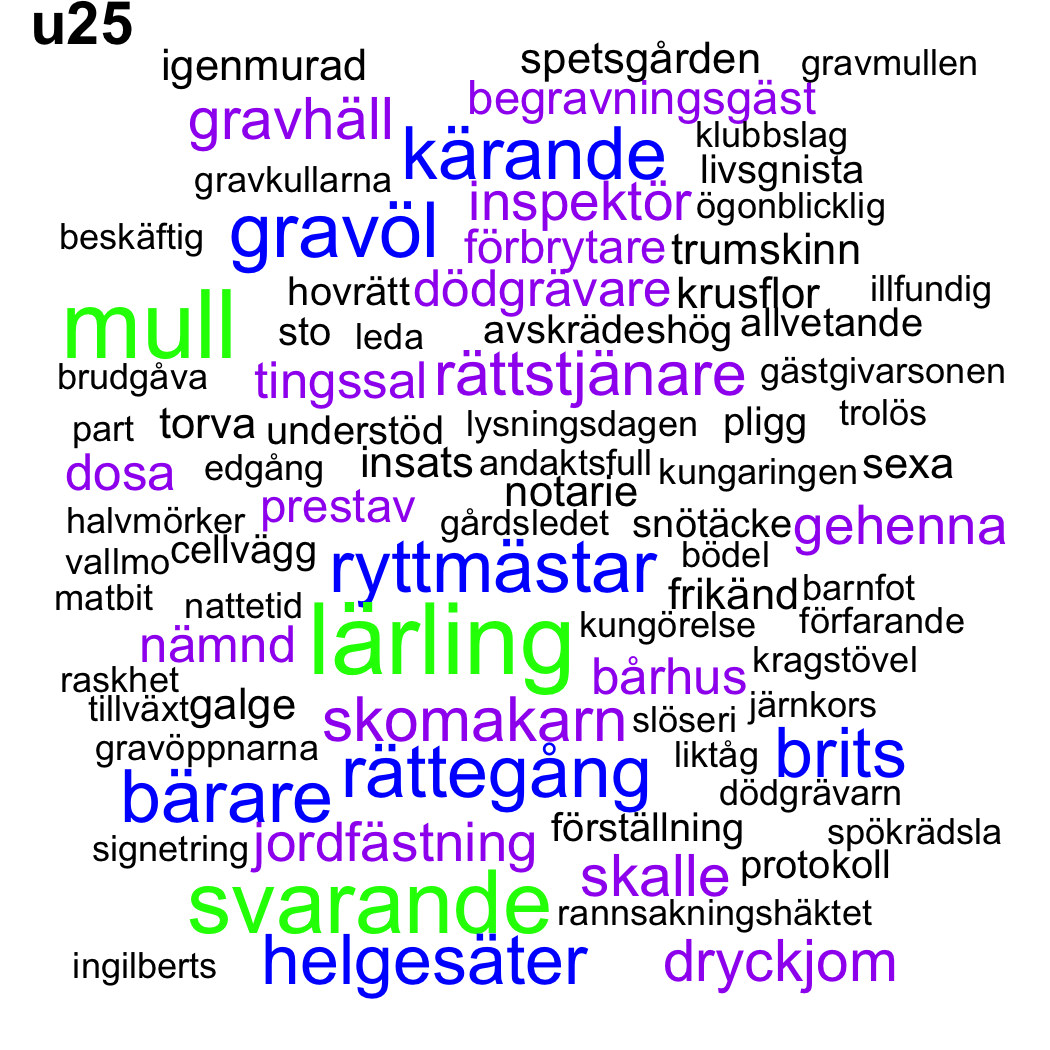 u25
igenmurad spetsgården gravmullen
gravhäll begravningsgäst
kärande klubbslag
gravkullarna livsgnista
inspektör ögonblicklig
beskäftig gravöl förbrytare trumskinn
hovrätt dödgrävare krusflor illfundig
mull sto leda avskrädeshög allvetande
brudgåva tingssal rättstjänare gästgivarsonen
part torva understöd lysningsdagen pligg trolös
dosa edgång insats andaktsfull kungaringen sexa
notarie
halvmörker prestav gårdsledet snötäcke gehenna
vallmo cellvägg ryttmästar bödel
matbit nattetid frikänd barnfot
nämnd lärling kungörelse förfarande
raskhet bårhus kragstövel
tillväxt galge skomakarn slöseri järnkors
gravöppnarna rättegång liktåg brits
bärare dödgrävarn
signetring jordfästning förställning spökrädsla
skalle protokoll
svarande rannsakningshäktet
ingilberts helgesäter dryckjom